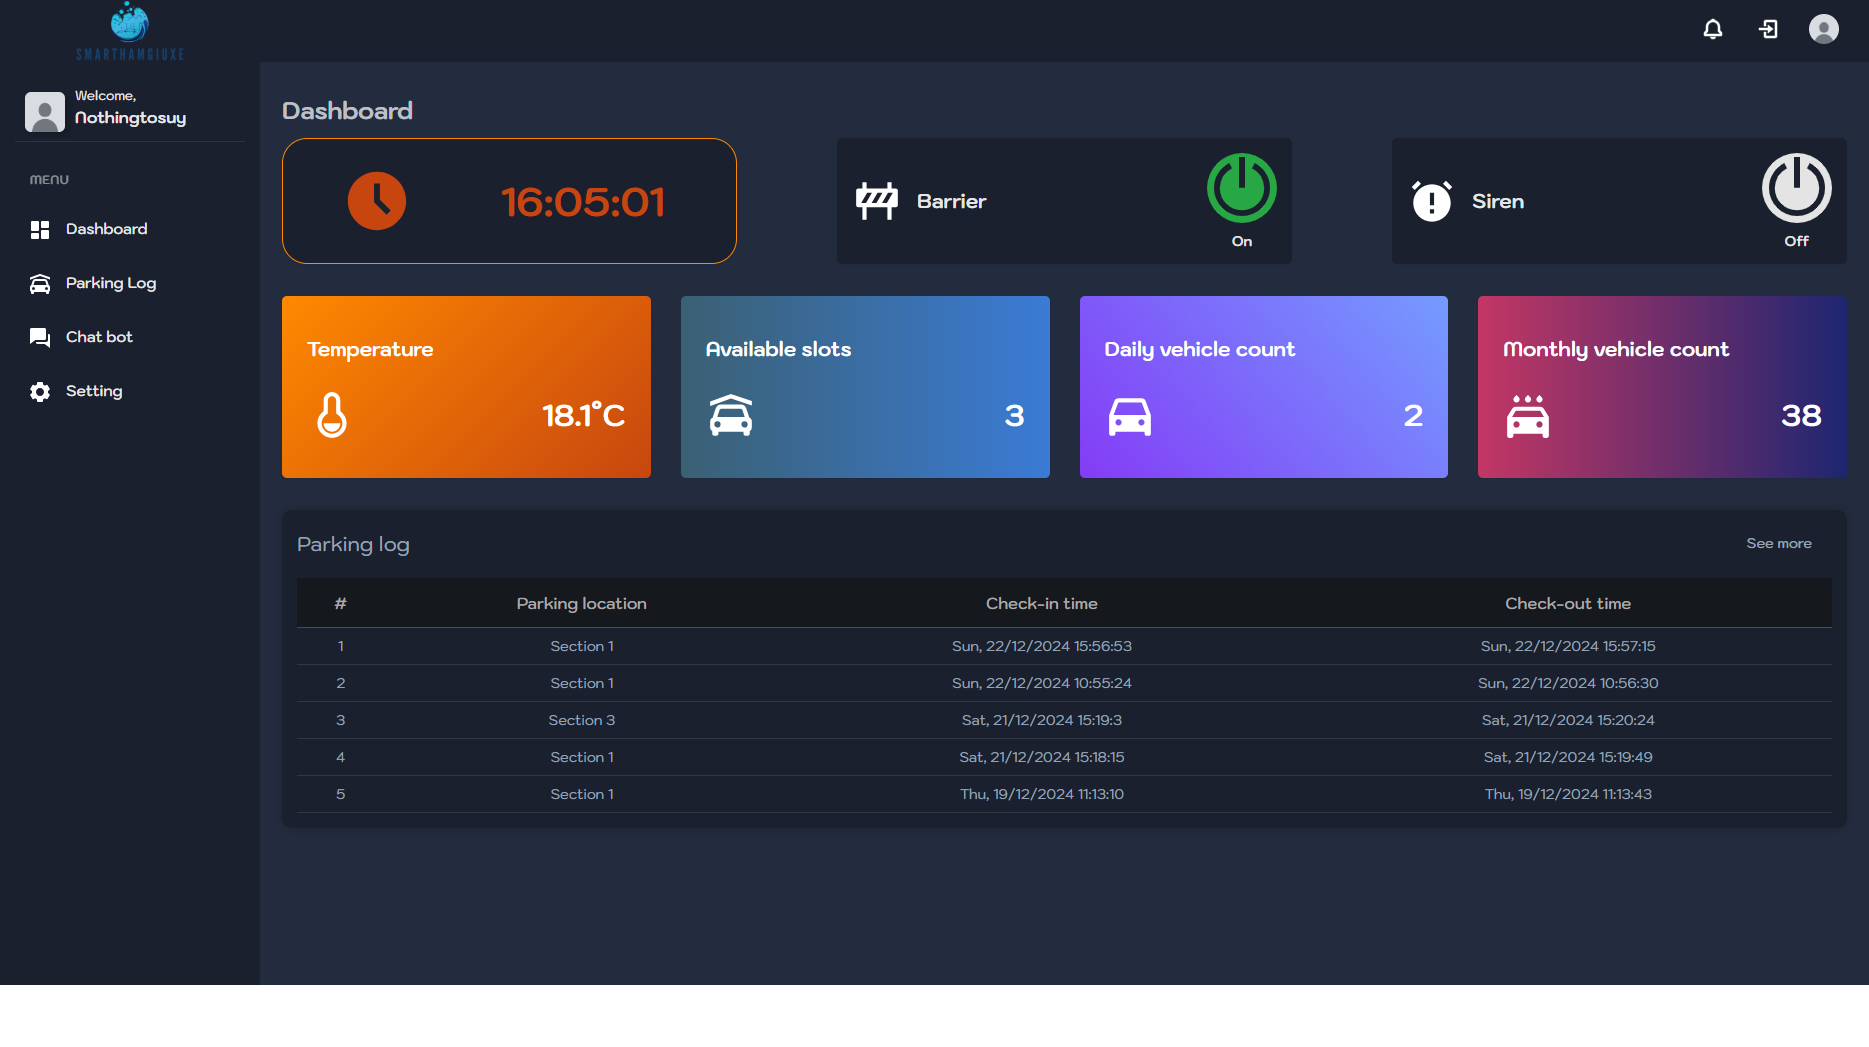 SMARTHAMGIUXE
Welcome,
Nothingtosuy
MENU
Dashboard
Parking Log
Chat bot
Setting
Dashboard
16:05:01
Barrier
On
Siren
Off
Temperature
18.1°C
Available slots
3
Daily vehicle count
2
Monthly vehicle count
38
Parking log
See more
# Parking location Check-in time Check-out time
1 Section 1 Sun, 22/12/2024 15:56:53 Sun, 22/12/2024 15:57:15
2 Section 1 Sun, 22/12/2024 10:55:24 Sun, 22/12/2024 10:56:30
3 Section 3 Sat, 21/12/2024 15:19:3 Sat, 21/12/2024 15:20:24
4 Section 1 Sat, 21/12/2024 15:18:15 Sat, 21/12/2024 15:19:49
5 Section 1 Thu, 19/12/2024 11:13:10 Thu, 19/12/2024 11:13:43